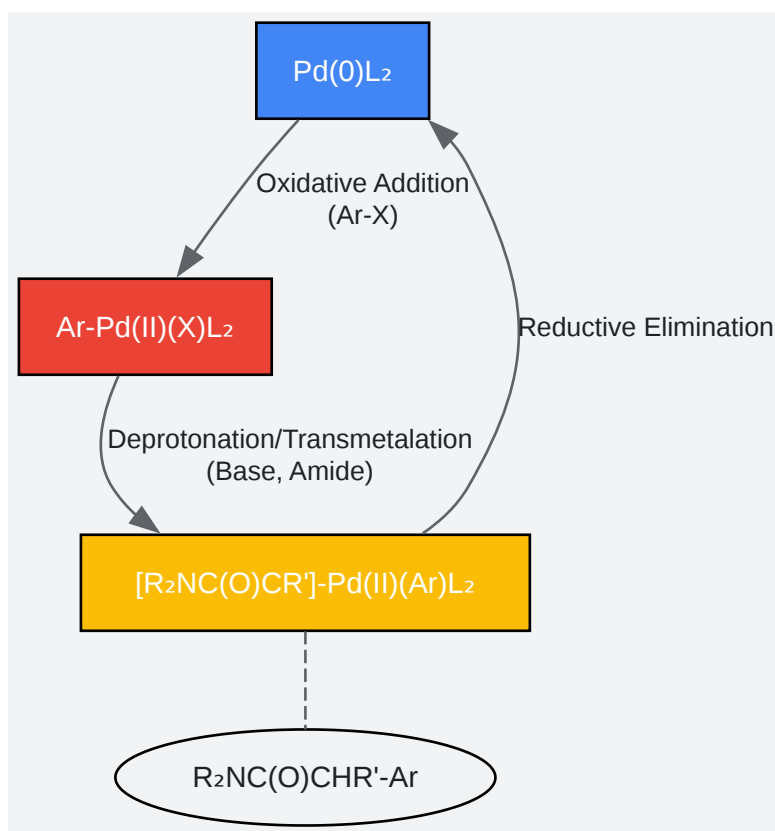 Pd(0)L₂
Oxidative Addition
(Ar-X)
Ar-Pd(II)(X)L₂
Reductive Elimination
Deprotonation/Transmetalation
(Base, Amide)
[R₂NC(O)CR']-Pd(II)(Ar)L₂
R₂NC(O)CHR'-Ar